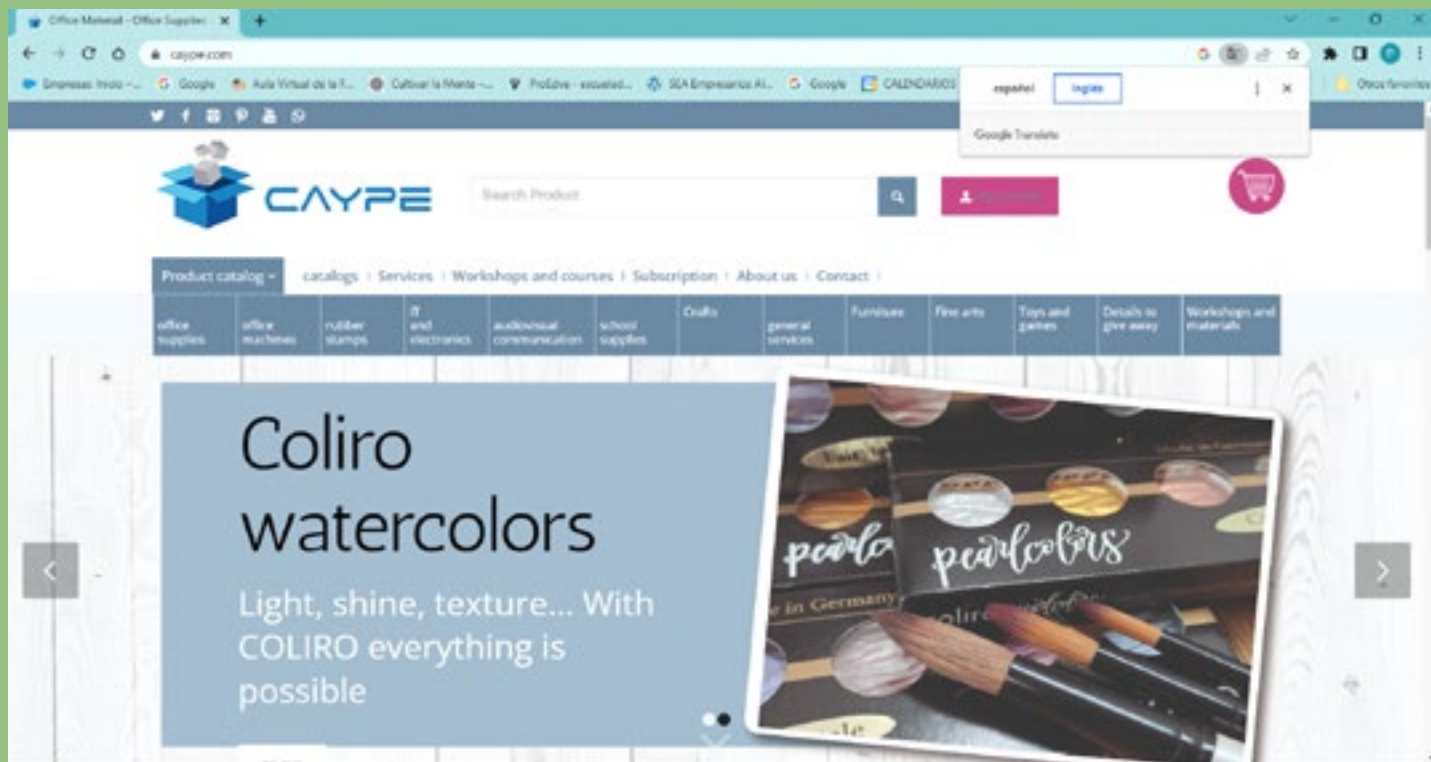 Office Material - Office Supplies
caype.com
Empresas: Inicio -...
Google
Aula Virtual de la R...
Cultivar la Mente -...
ProEdve - escuelad...
SEA Empresarios Al...
Google
CALENDARIOS
Otros favoritos
español
inglés
Google Translate
CAYPE
Search Product
Product catalog
catalogs
Services
Workshops and courses
Subscription
About us
Contact
office supplies
office machines
rubber stamps
IT and electronics
audiovisual communication
school supplies
Crafts
general services
Furniture
Fine arts
Toys and games
Details to give away
Workshops and materials
Coliro
watercolors
Light, shine, texture... With
COLIRO everything is
possible
pearlcolors
e in Germany
coliro